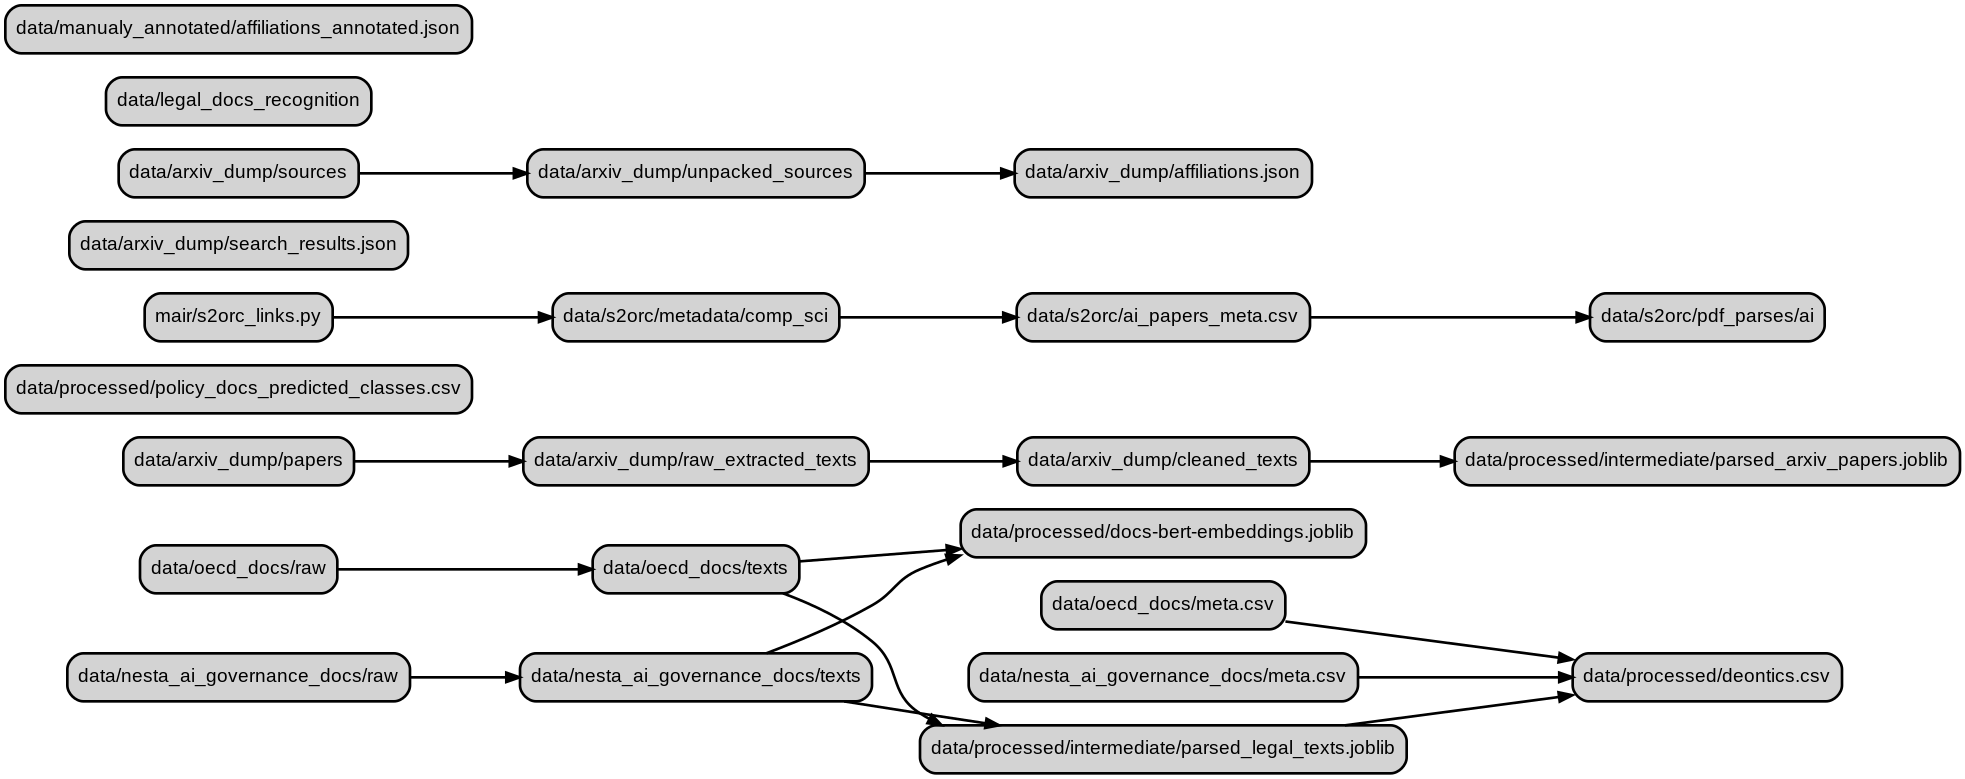 data/manualy_annotated/affiliations_annotated.json
data/legal_docs_recognition
data/arxiv_dump/sources
data/arxiv_dump/unpacked_sources
data/arxiv_dump/affiliations.json
data/arxiv_dump/search_results.json
mair/s2orc_links.py
data/s2orc/metadata/comp_sci
data/s2orc/ai_papers_meta.csv
data/s2orc/pdf_parses/ai
data/processed/policy_docs_predicted_classes.csv
data/arxiv_dump/papers
data/arxiv_dump/raw_extracted_texts
data/arxiv_dump/cleaned_texts
data/processed/intermediate/parsed_arxiv_papers.joblib
data/processed/docs-bert-embeddings.joblib
data/oecd_docs/raw
data/oecd_docs/texts
data/oecd_docs/meta.csv
data/nesta_ai_governance_docs/raw
data/nesta_ai_governance_docs/texts
data/nesta_ai_governance_docs/meta.csv
data/processed/deontics.csv
data/processed/intermediate/parsed_legal_texts.joblib